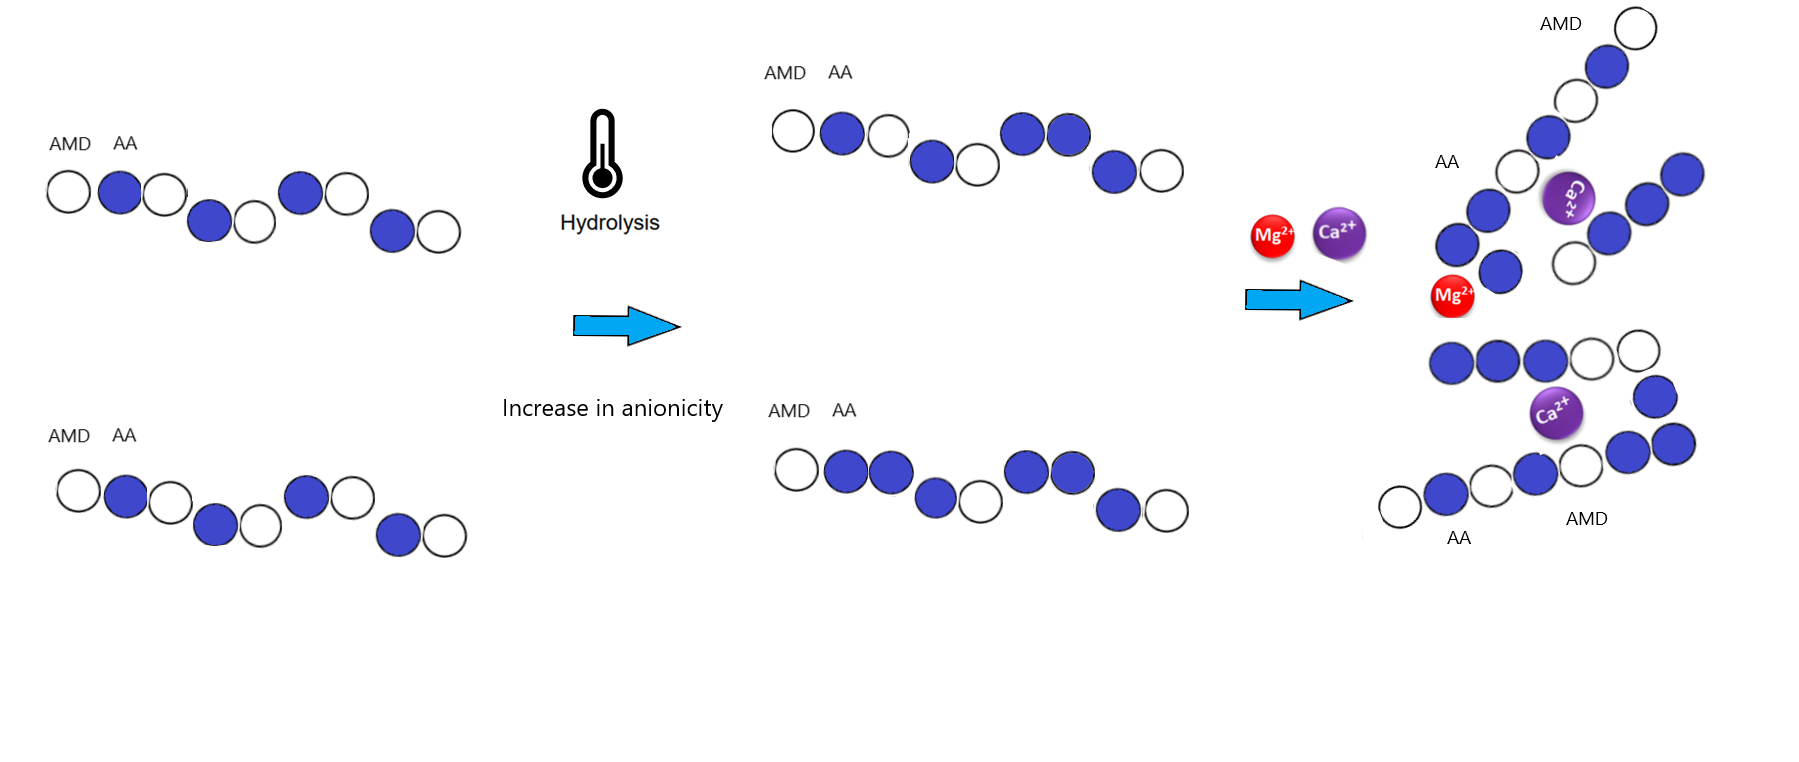 AMD AA
AMD AA
Hydrolysis
Increase in anionicity
AMD AA
AMD AA
Mg2+ Ca2+
AMD
AA
Ca2+
Mg2+
Ca2+
AMD
AA